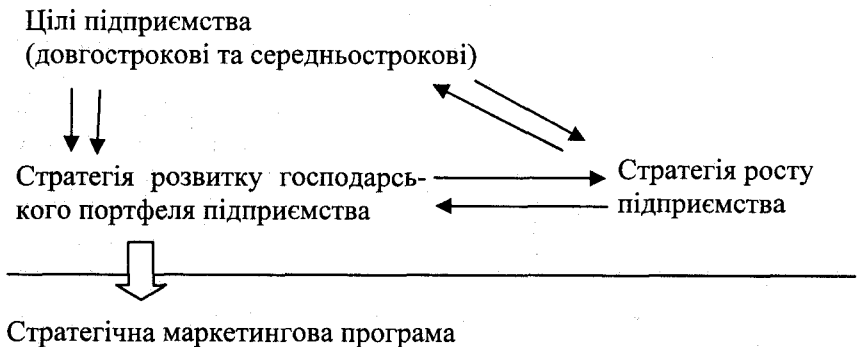 Цілі підприємства
(довгострокові та середньострокові)
Стратегія розвитку господарсь-
кого портфеля підприємства
Стратегія росту
підприємства
Стратегічна маркетингова програма